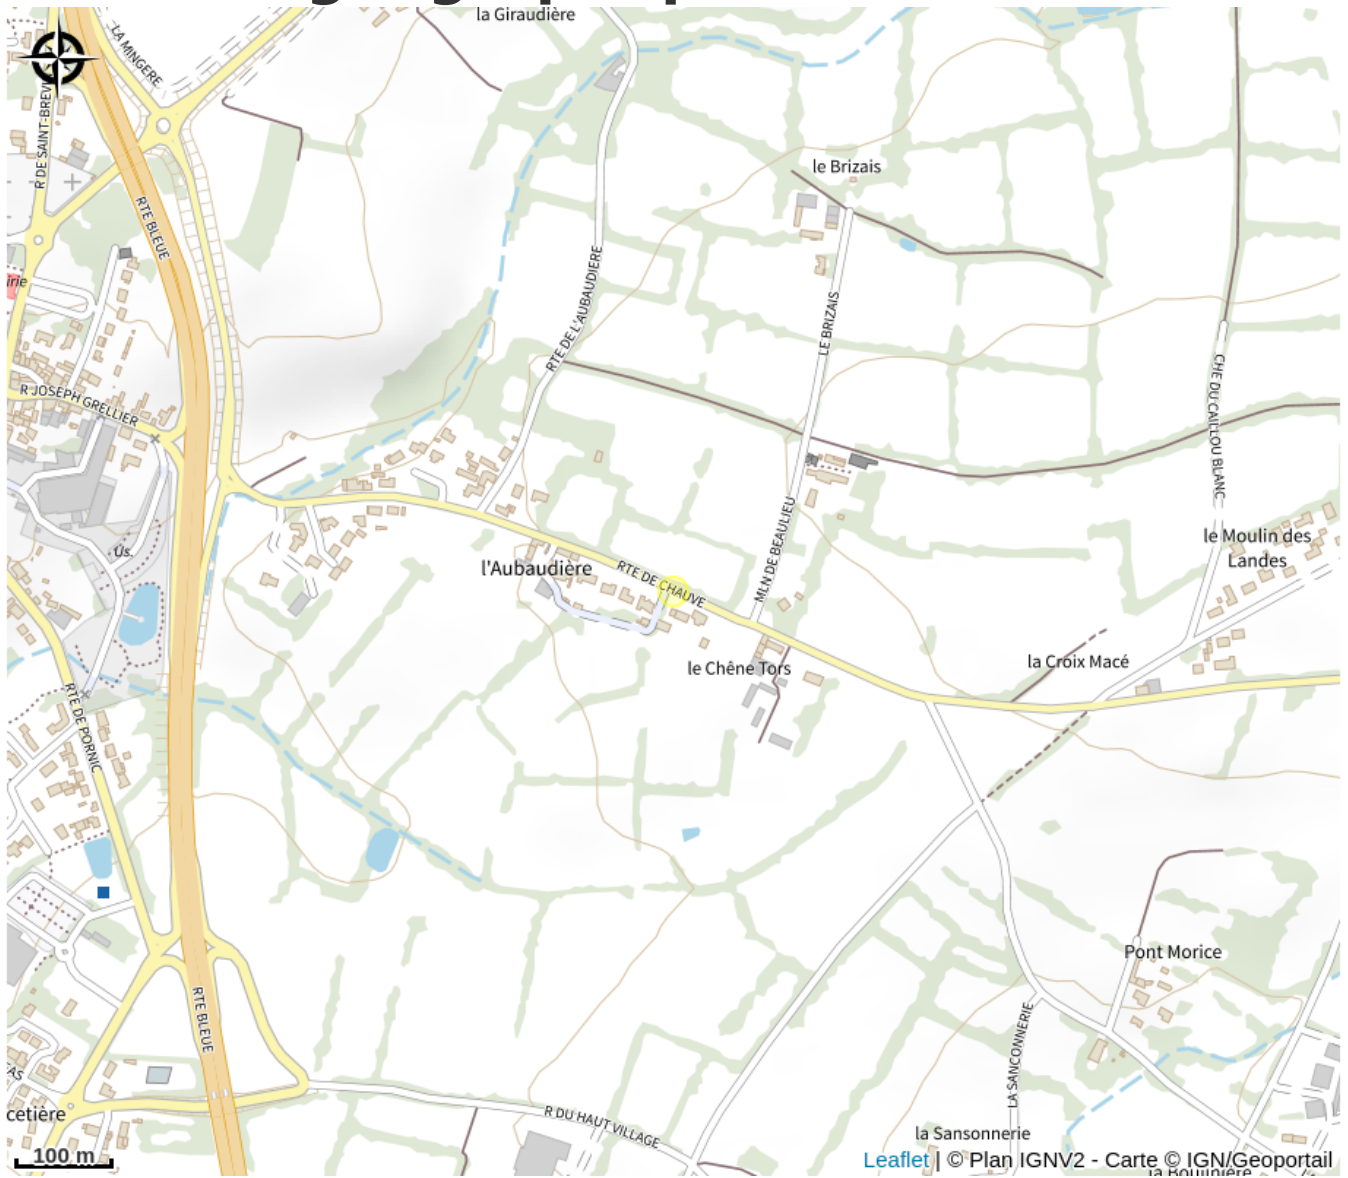 la Giraudière
LA MINGERE
R DE SAINT-BREVI
le Brizais
RTE BLEUE
irie
RTE DE L'AUBAUDIERE
LE BRIZAIS
R JOSEPH GRELLIER
CHE DU CAILLOU BLANC
MLN DE BEAULIEU
le Moulin des
Landes
Us.
l'Aubaudière
RTE DE CHAUVE
le Chêne Tors
la Croix Macé
RTE DE PORNIC
Pont Morice
RTE BLEUE
LA SANCONNERIE
AS
cetière
R DU HAUT VILLAGE
la Sansonnerie
100 m
Leaflet | © Plan IGNV2 - Carte © IGN/Geoportail